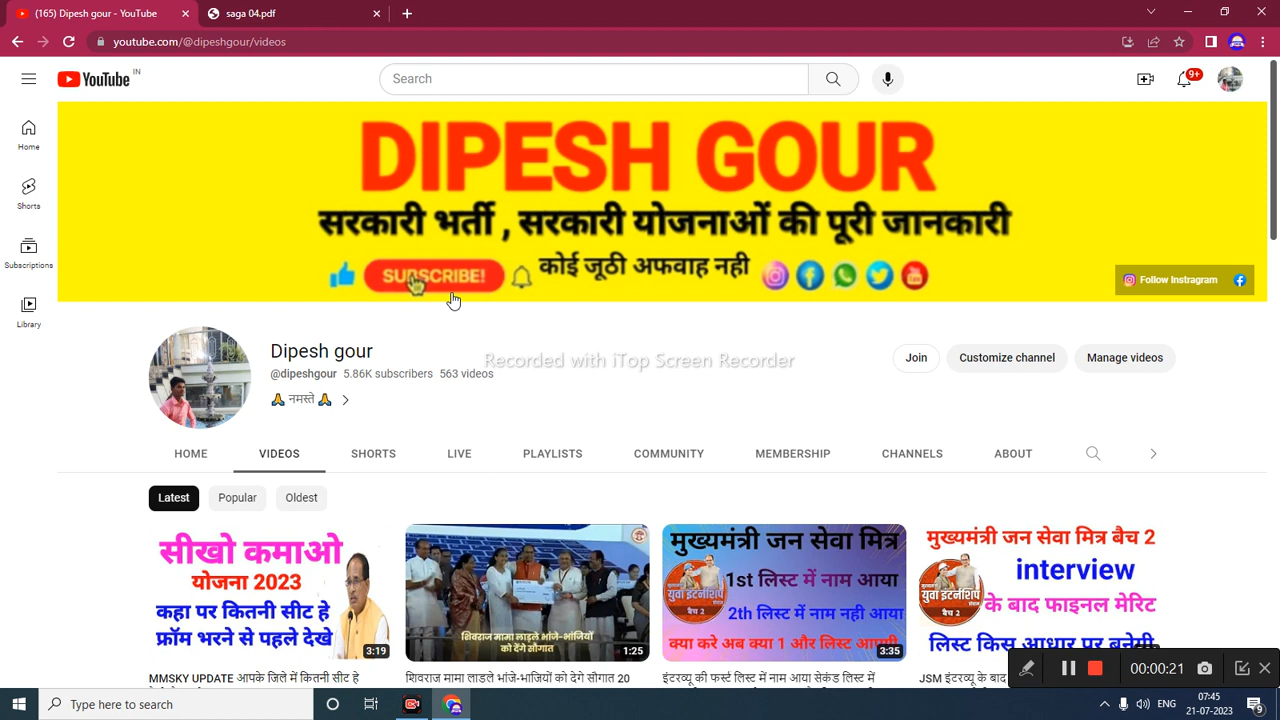 (165) Dipesh gour - YouTube
saga 04.pdf
youtube.com/@dipeshgour/videos
YouTube IN
Search
9+
Home
Shorts
Subscriptions
Library
DIPESH GOUR
सरकारी भर्ती , सरकारी योजनाओं की पूरी जानकारी
SUBSCRIBE!
कोई जूठी अफवाह नही
Follow Instragram
Dipesh gour
@dipeshgour 5.86K subscribers 563 videos
🙏 नमस्ते 🙏
Recorded with iTop Screen Recorder
Join
Customize channel
Manage videos
HOME
VIDEOS
SHORTS
LIVE
PLAYLISTS
COMMUNITY
MEMBERSHIP
CHANNELS
ABOUT
Latest
Popular
Oldest
सीखो कमाओ
योजना 2023
कहा पर कितनी सीट हे
फ्रॉम भरने से पहले देखे
3:19
शिवराज मामा लाडले भांजे-भांजियों
को देंगे सौगात
1:25
मुख्यमंत्री जन सेवा मित्र
1st लिस्ट में नाम आया
2th लिस्ट में नाम नही आया
क्या करे अब क्या 1 और लिस्ट आएगी
बैच 2
3:35
मुख्यमंत्री जन सेवा मित्र बैच 2
interview
के बाद फाइनल मेरिट
लिस्ट किस आधार पर बनेगी
बैच 2
MMSKY UPDATE आपके जिले में कितनी सीट हे
शिवराज मामा लाडले भांजे-भाजियों को देगे सौगात 20
इंटरव्यू की फर्स्ट लिस्ट में नाम आया सेकंड लिस्ट में
JSM इंटरव्यू के बाद
00:00:21
Type here to search
ENG
07:45
21-07-2023
9